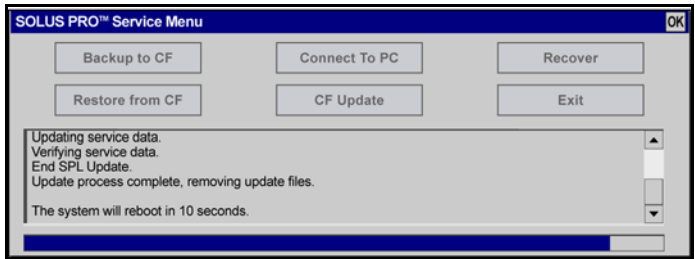 SOLUS PRO™ Service Menu OK
Backup to CF Connect To PC Recover
Restore from CF CF Update Exit
Updating service data.
Verifying service data.
End SPL Update.
Update process complete, removing update files.
The system will reboot in 10 seconds.